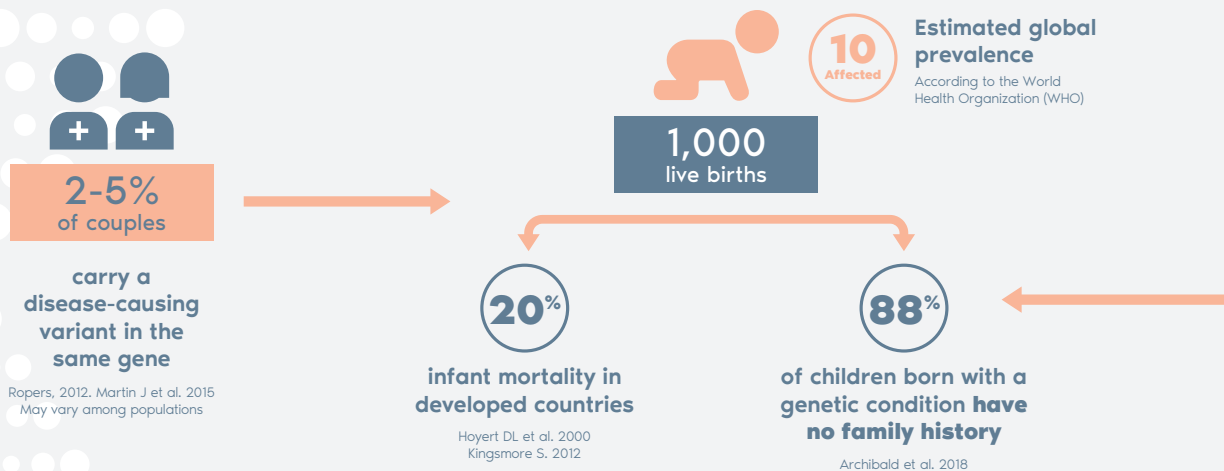 2-5%
of couples
carry a
disease-causing
variant in the
same gene
Ropers, 2012. Martin J et al. 2015
May vary among populations
10
Affected
Estimated global
prevalence
According to the World
Health Organization (WHO)
1,000
live births
20%
infant mortality in
developed countries
Hoyert DL et al. 2000
Kingsmore S. 2012
88%
of children born with a
genetic condition have
no family history
Archibald et al. 2018